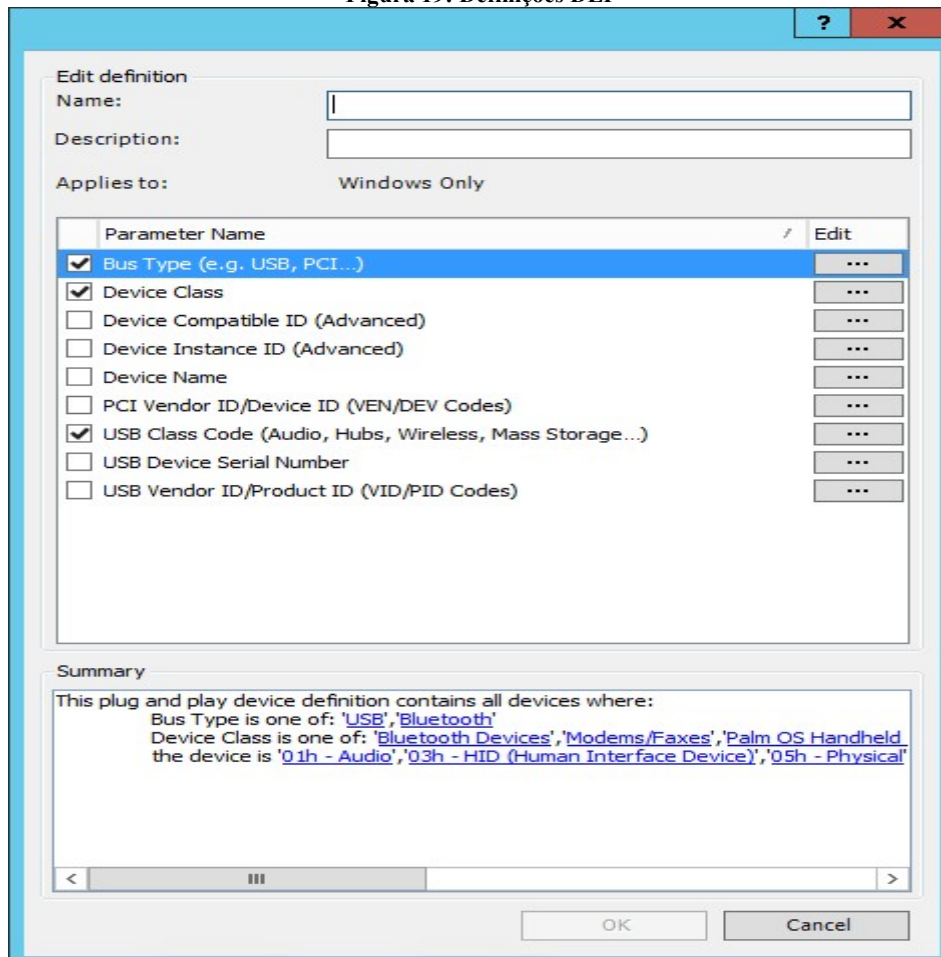 Figura 19: Definições DLP
? x
Edit definition
Name:
Description:
Applies to: Windows Only
Parameter Name / Edit
Bus Type (e.g. USB, PCI...) ...
Device Class ...
Device Compatible ID (Advanced) ...
Device Instance ID (Advanced) ...
Device Name ...
PCI Vendor ID/Device ID (VEN/DEV Codes) ...
USB Class Code (Audio, Hubs, Wireless, Mass Storage...) ...
USB Device Serial Number ...
USB Vendor ID/Product ID (VID/PID Codes) ...
Summary
This plug and play device definition contains all devices where:
Bus Type is one of: 'USB','Bluetooth'
Device Class is one of: 'Bluetooth Devices','Modems/Faxes','Palm OS Handheld
the device is '01h - Audio','03h - HID (Human Interface Device)','05h - Physical'
< III >
OK Cancel